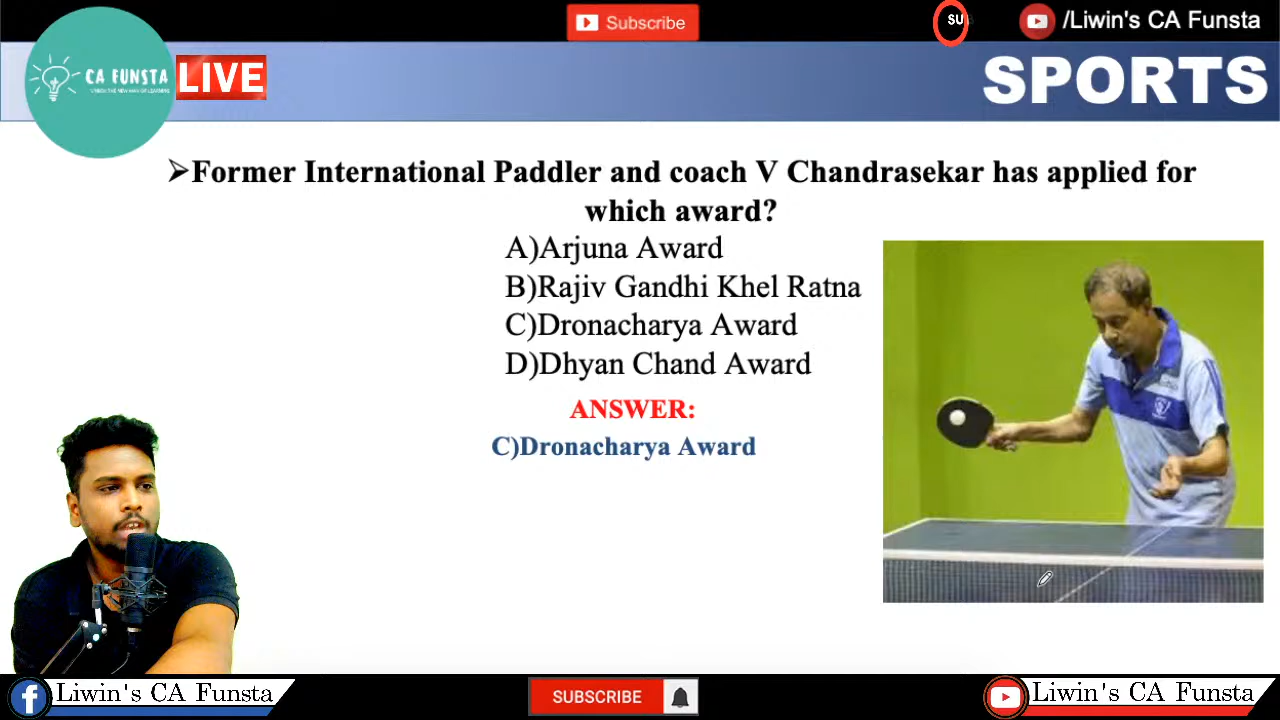 Subscribe
SU
/Liwin's CA Funsta
CA FUNSTA
LIVE
SPORTS
➢Former International Paddler and coach V Chandrasekar has applied for
which award?
A)Arjuna Award
B)Rajiv Gandhi Khel Ratna
C)Dronacharya Award
D)Dhyan Chand Award
ANSWER:
C)Dronacharya Award
Liwin's CA Funsta
SUBSCRIBE
Liwin's CA Funsta